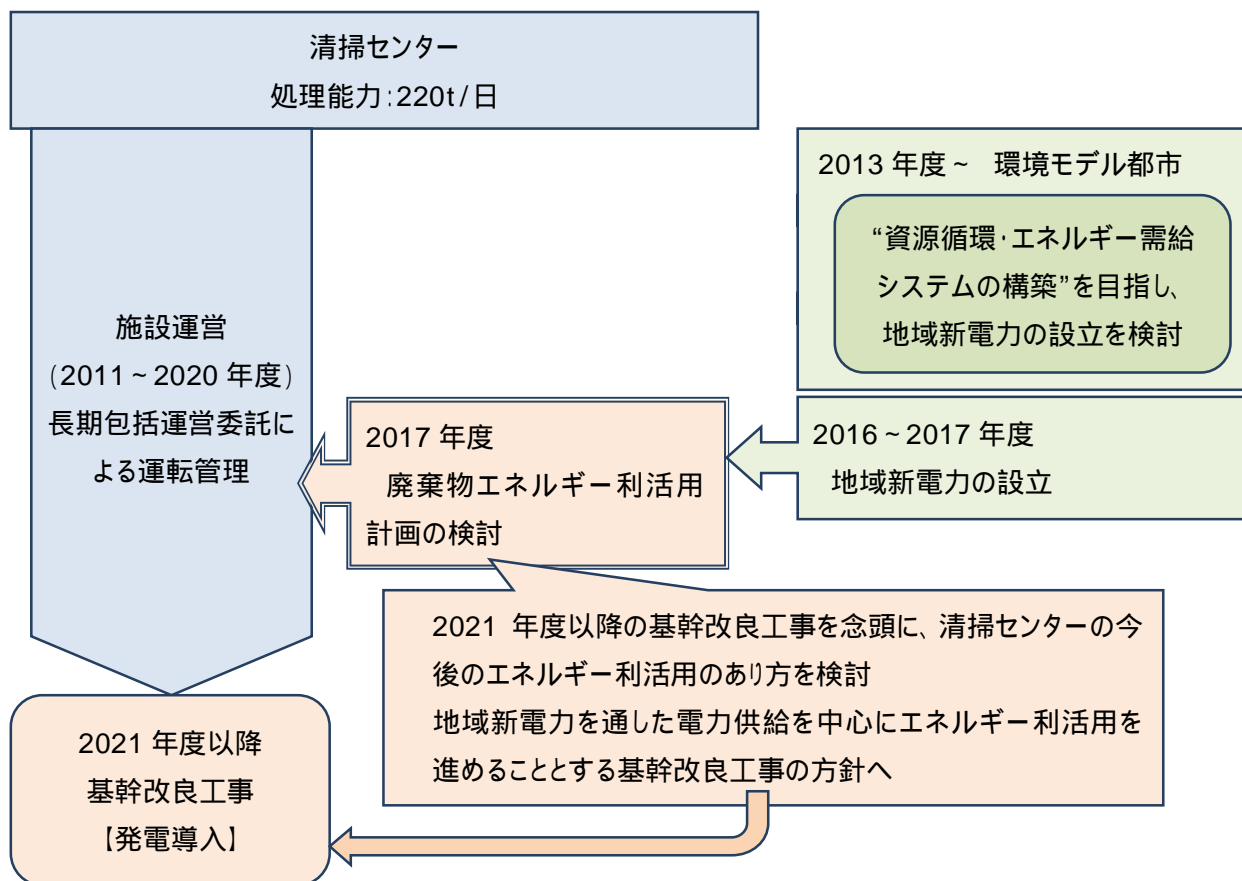 清掃センター
処理能力:220t/日
施設運営
(2011~2020 年度)
長期包括運営委託に
よる運転管理
2013 年度~ 環境モデル都市
“資源循環・エネルギー需給
システムの構築”を目指し、
地域新電力の設立を検討
2016~2017 年度
地域新電力の設立
2017 年度
廃棄物エネルギー利活用
計画の検討
2021 年度以降の基幹改良工事を念頭に、清掃センターの今
後のエネルギー利活用のあり方を検討
地域新電力を通した電力供給を中心にエネルギー利活用を
進めることとする基幹改良工事の方針へ
2021 年度以降
基幹改良工事
【発電導入】